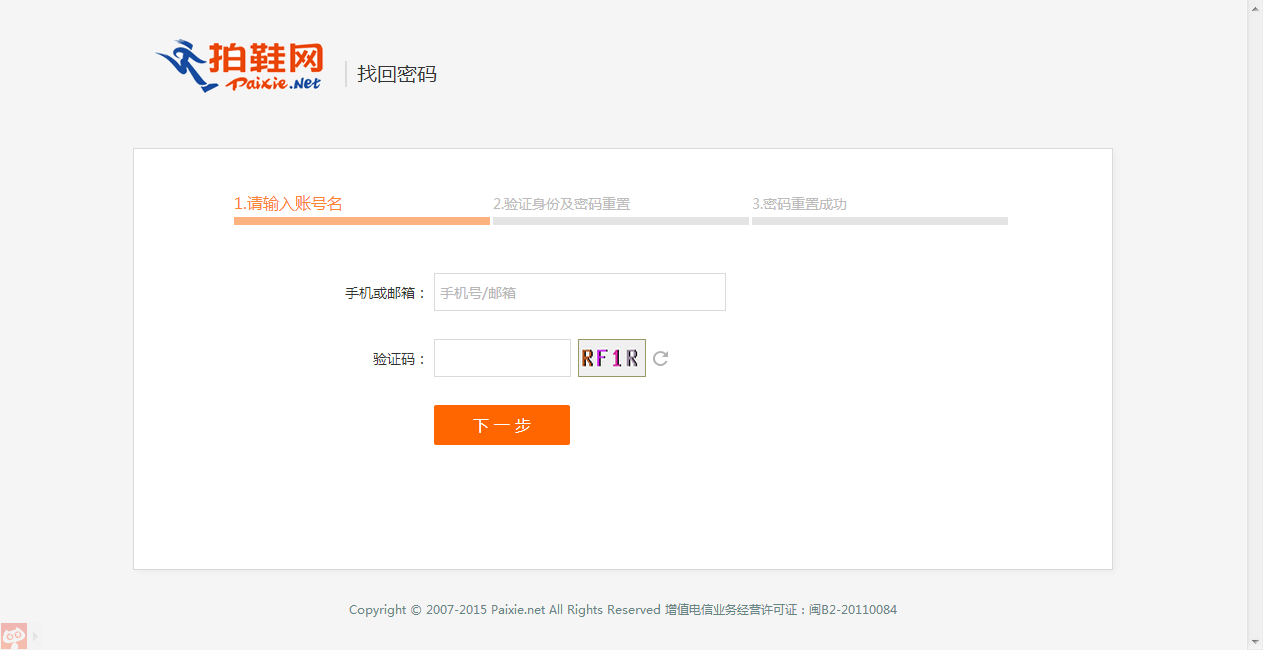 拍鞋网
Paixie.Net
找回密码
1.请输入账号名
2.验证身份及密码重置
3.密码重置成功
手机或邮箱：
手机号/邮箱
验证码：
RF1R
下一步
Copyright © 2007-2015 Paixie.net All Rights Reserved 增值电信业务经营许可证：闽B2-20110084